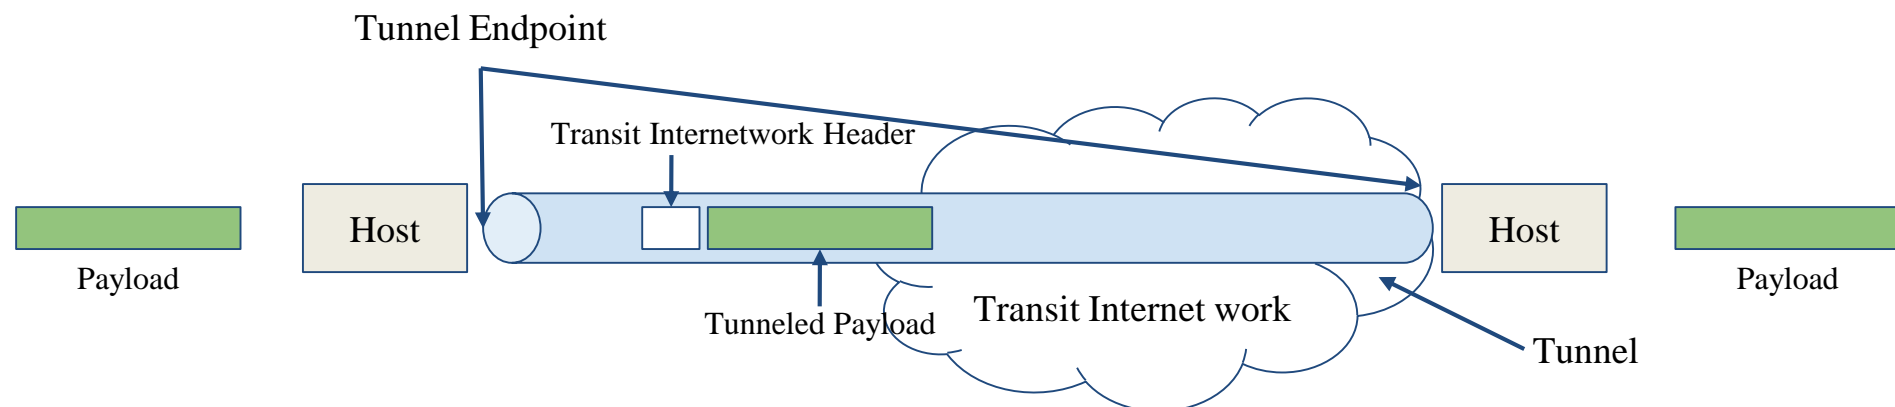 Tunnel Endpoint
Transit Internetwork Header
Host
Host
Payload
Payload
Tunneled Payload
Transit Internet work
Tunnel